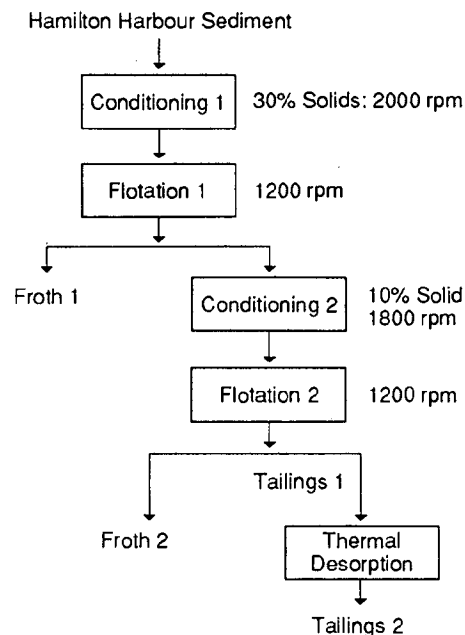 Hamilton Harbour Sediment
Conditioning 1
30% Solids: 2000 rpm
Flotation 1
1200 rpm
Froth 1
Conditioning 2
10% Solid
1800 rpm
Flotation 2
1200 rpm
Tailings 1
Froth 2
Thermal
Desorption
Tailings 2